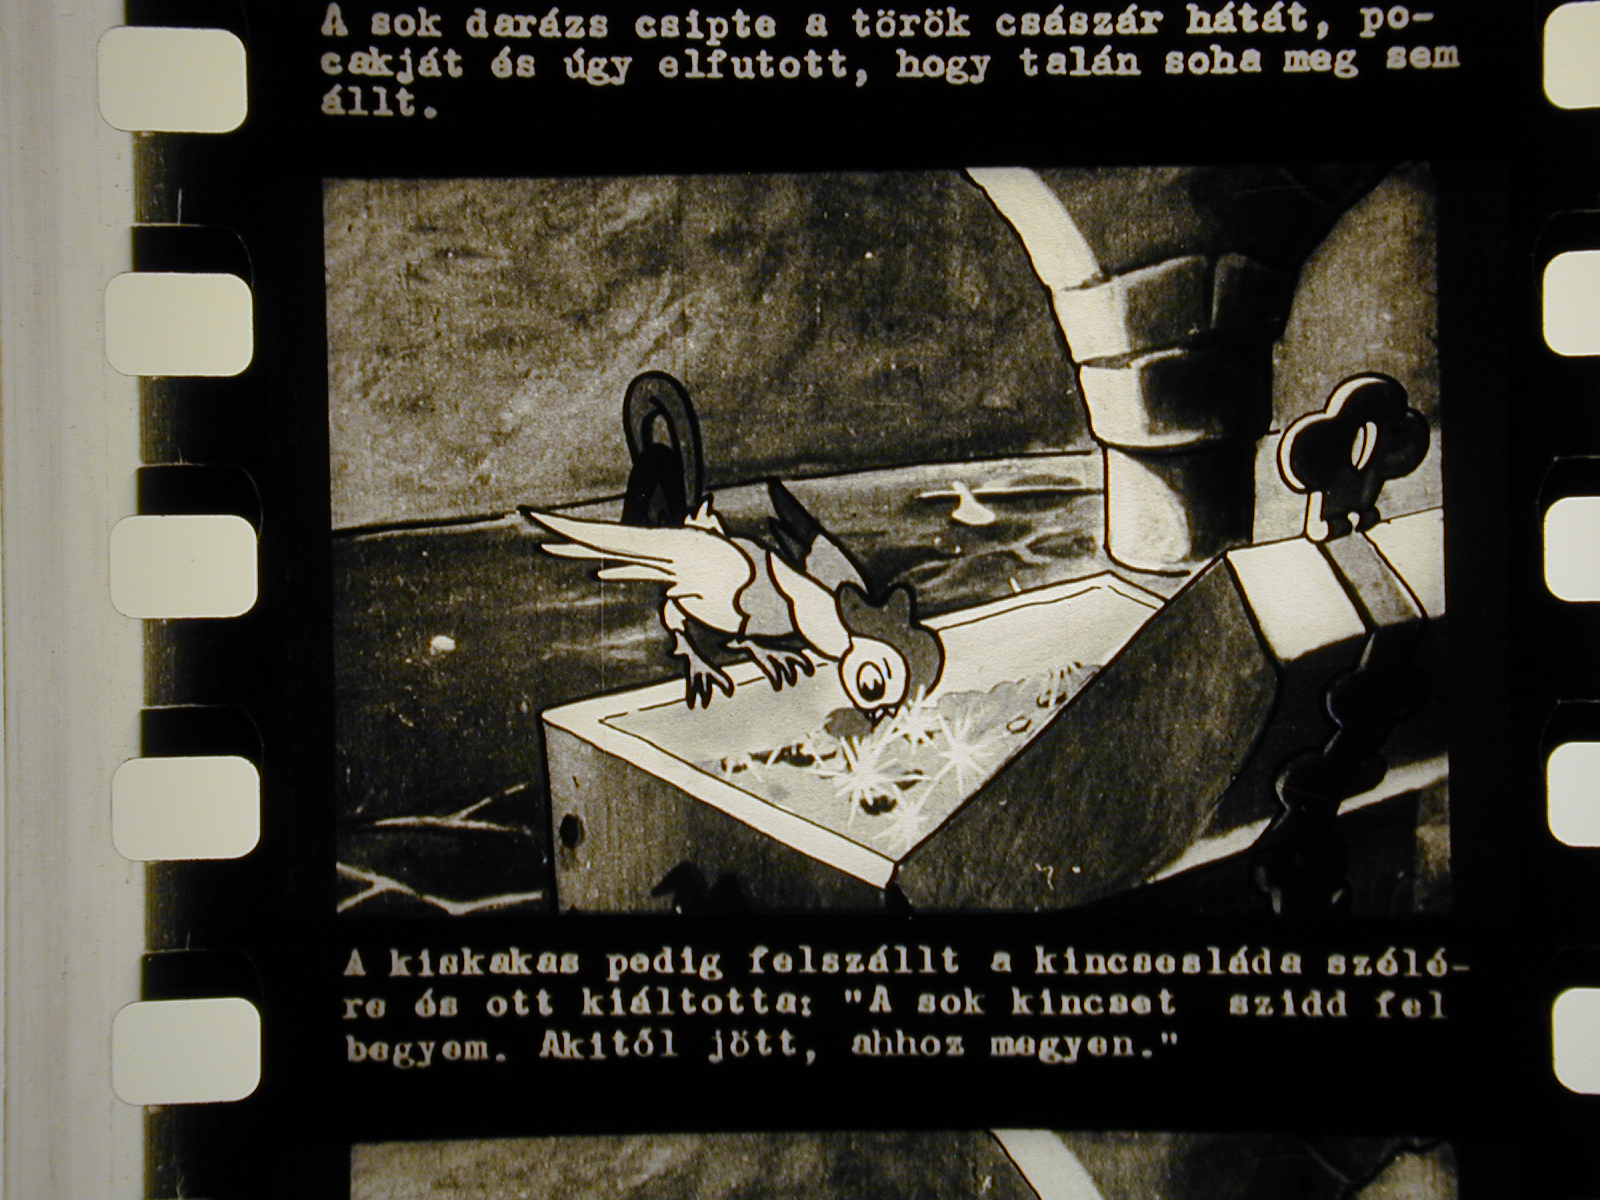 A sok darázs csipte a török császár hátát, po-
cakját és úgy elfutott, hogy talán soha meg sem
állt.
A kiskakas pedig felszállt a kincsesláda szélé-
re és ott kiáltotta: "A sok kincset szidd fel
begyem. Akitől jött, ahhoz megyen."